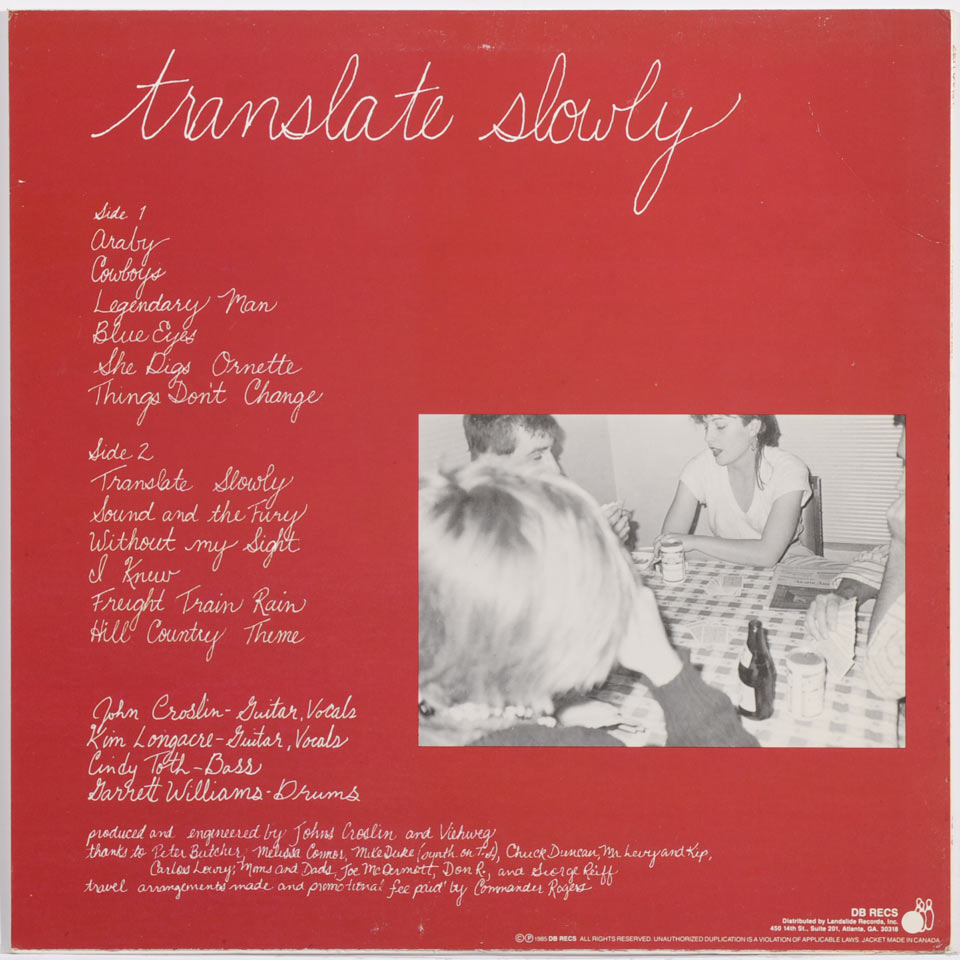 translate slowly
Side 1
Araby
Cowboys
Legendary Man
Blue Eyes
She Digs Ornette
Things Don't Change
Side 2
Translate Slowly
Sound and the Fury
Without my Sight
I Knew
Freight Train Rain
Hill Country Theme
John Croslin - Guitar, Vocals
Kim Longacre - Guitar, Vocals
Cindy Toth - Bass
Garrett Williams - Drums
produced and engineered by Johns Croslin and Viehweg
thanks to Peter Butcher, Melissa Connor, Mike Duke (synth on T.S), Chuck Duncan, Mr. Levry and Kip,
Carlos Lowry, Moms and Dads, Joe McDermott, Don R., and George Reiff
travel arrangements made and promotional fee paid by Commander Rogers
DB RECS
Distributed by Landslide Records, Inc.
450 14th St., Suite 201, Atlanta, GA. 30318
©℗ 1985 DB RECS ALL RIGHTS RESERVED. UNAUTHORIZED DUPLICATION IS A VIOLATION OF APPLICABLE LAWS. JACKET MADE IN CANADA